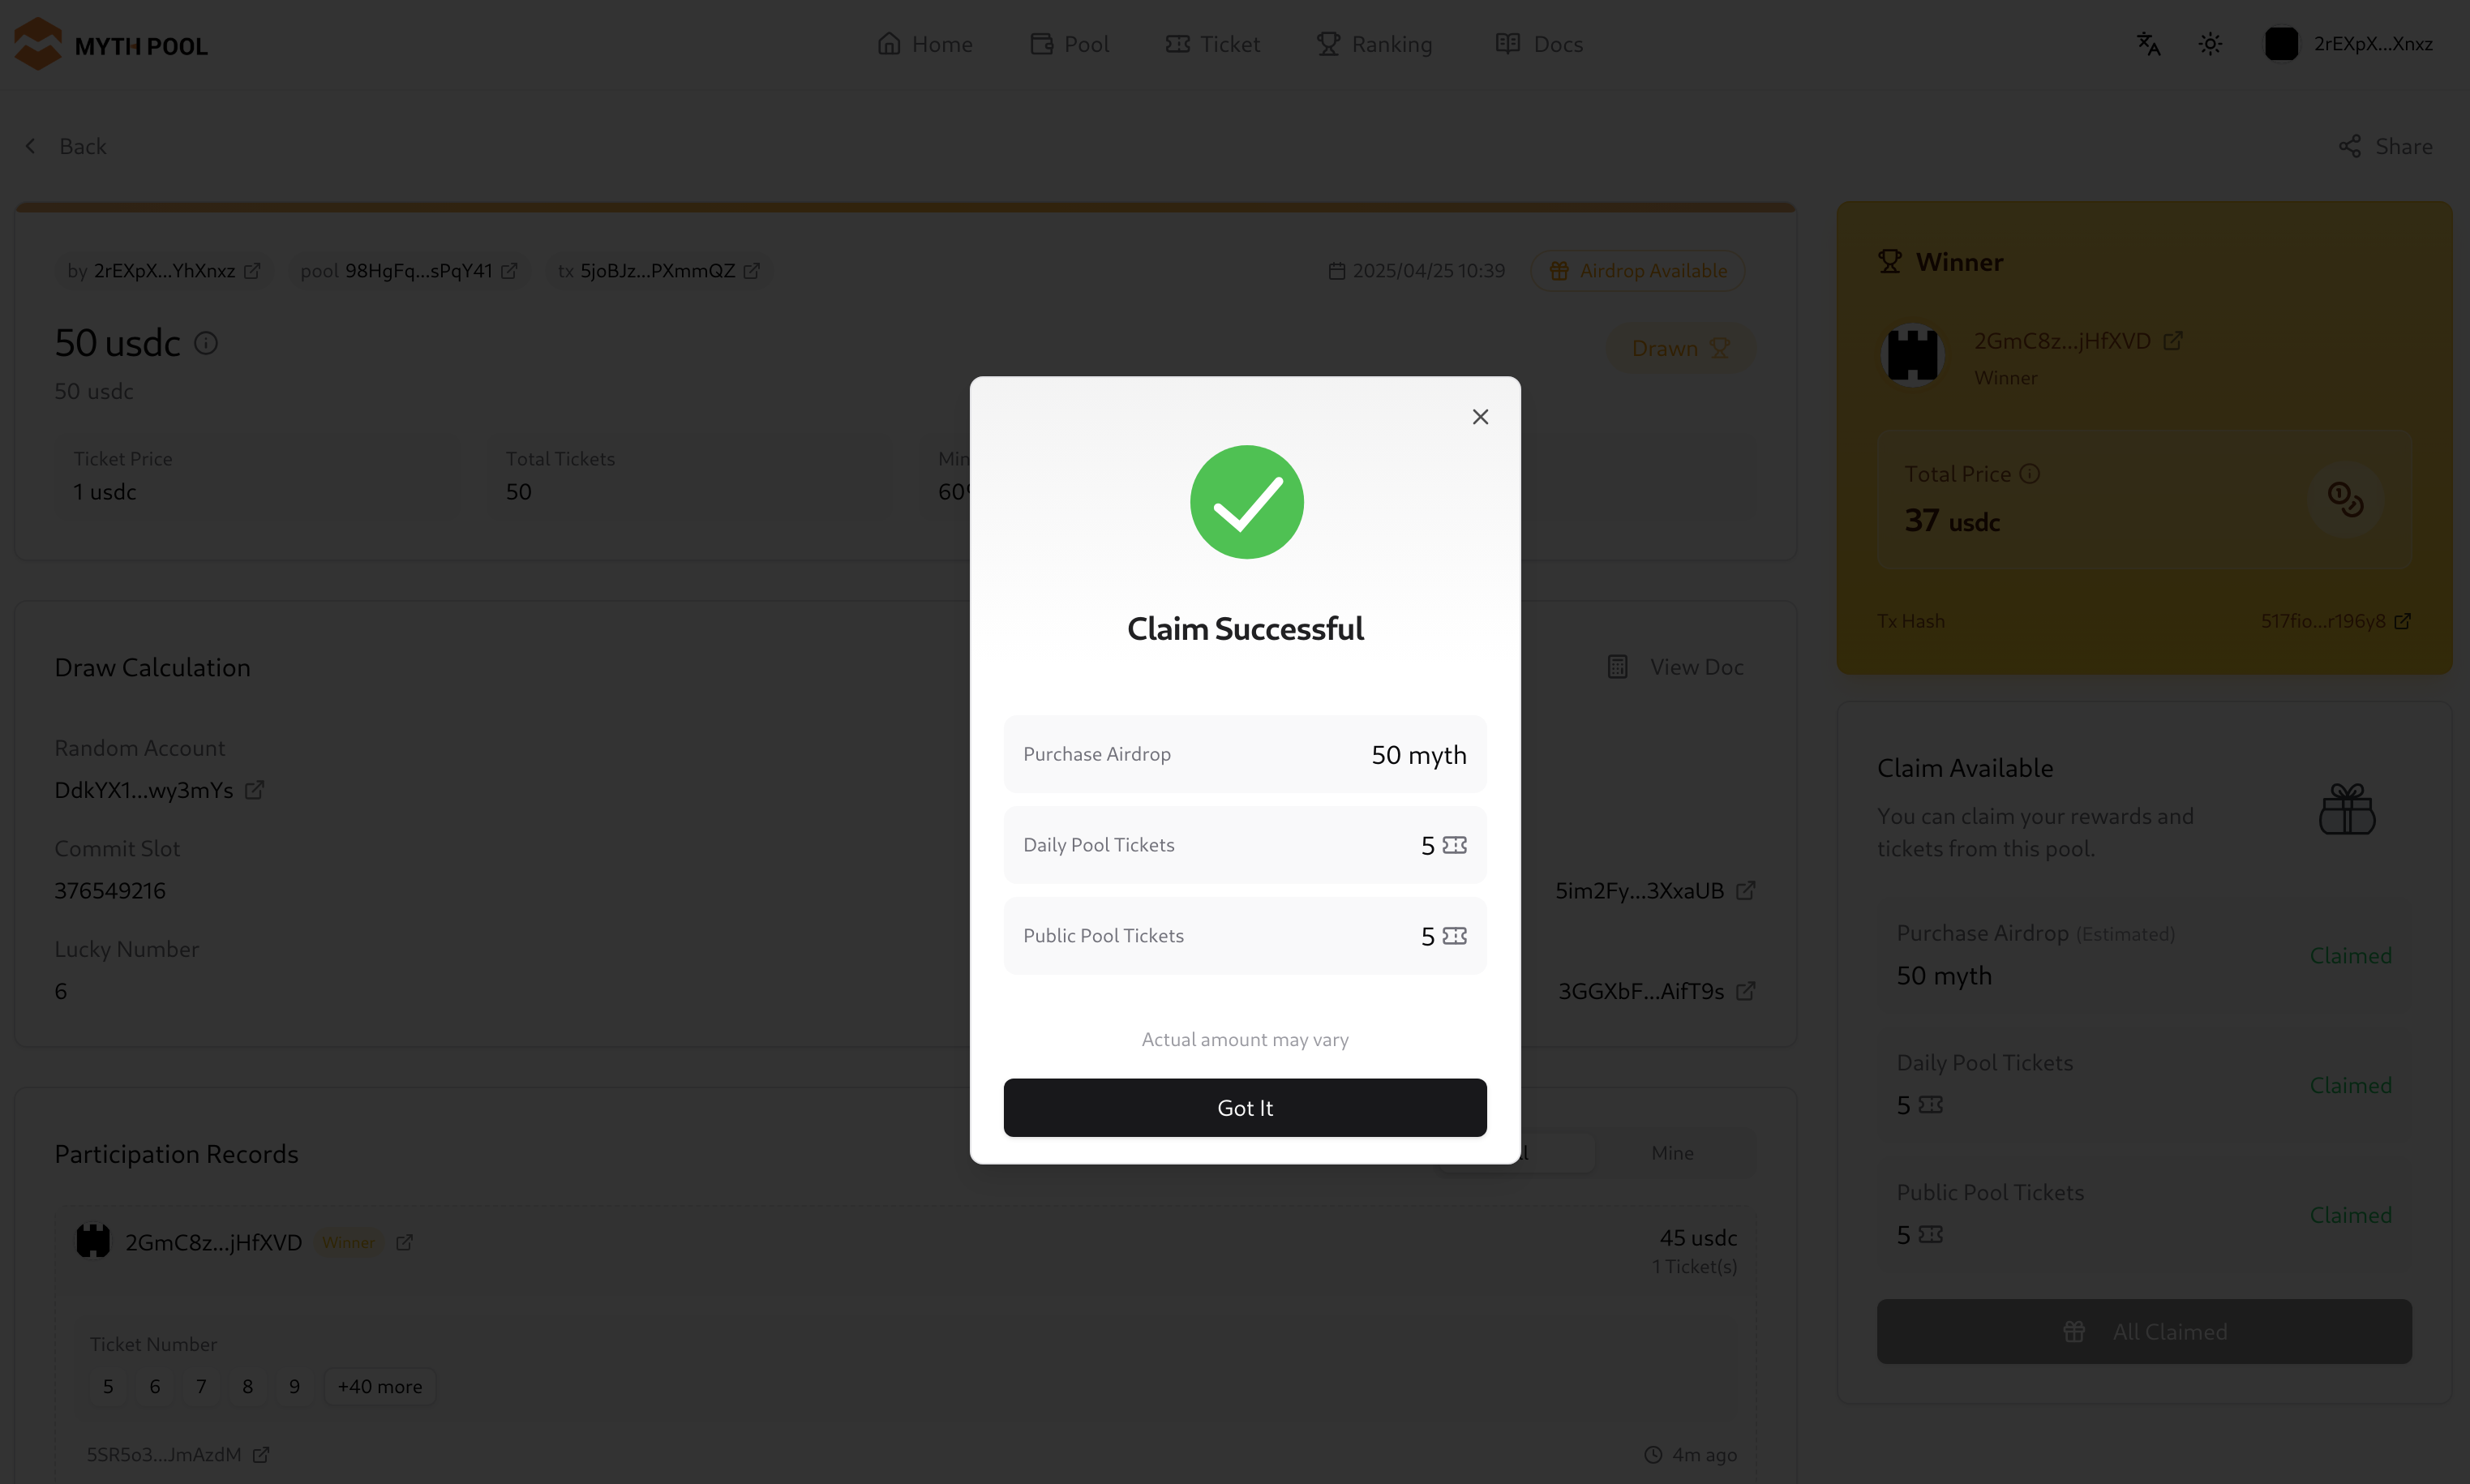 MYTH POOL
Home
Pool
Ticket
Ranking
Docs
2rEXpX...Xnxz
Back
Share
by 2rEXpX...YhXnxz
pool 98HgFq...sPqY41
tx 5joBJz...PXmmQZ
2025/04/25 10:39
Airdrop Available
50 usdc
Drawn
50 usdc
Ticket Price
1 usdc
Total Tickets
50
Winner
2GmC8z...jHfXVD
Winner
Total Price
37 usdc
Tx Hash
517fio...r196y8
Claim Successful
Purchase Airdrop
50 myth
Daily Pool Tickets
5
Public Pool Tickets
5
Actual amount may vary
Got It
Draw Calculation
View Doc
Random Account
DdkYX1...wy3mYs
Commit Slot
376549216
5im2Fy...3XxaUB
Lucky Number
6
3GGXbF...AifT9s
Claim Available
You can claim your rewards and
tickets from this pool.
Purchase Airdrop (Estimated)
50 myth
Claimed
Daily Pool Tickets
5
Claimed
Public Pool Tickets
5
Claimed
All Claimed
Participation Records
Mine
2GmC8z...jHfXVD
Winner
45 usdc
1 Ticket(s)
Ticket Number
5
6
7
8
9
+40 more
5SR5o3...JmAzdM
4m ago